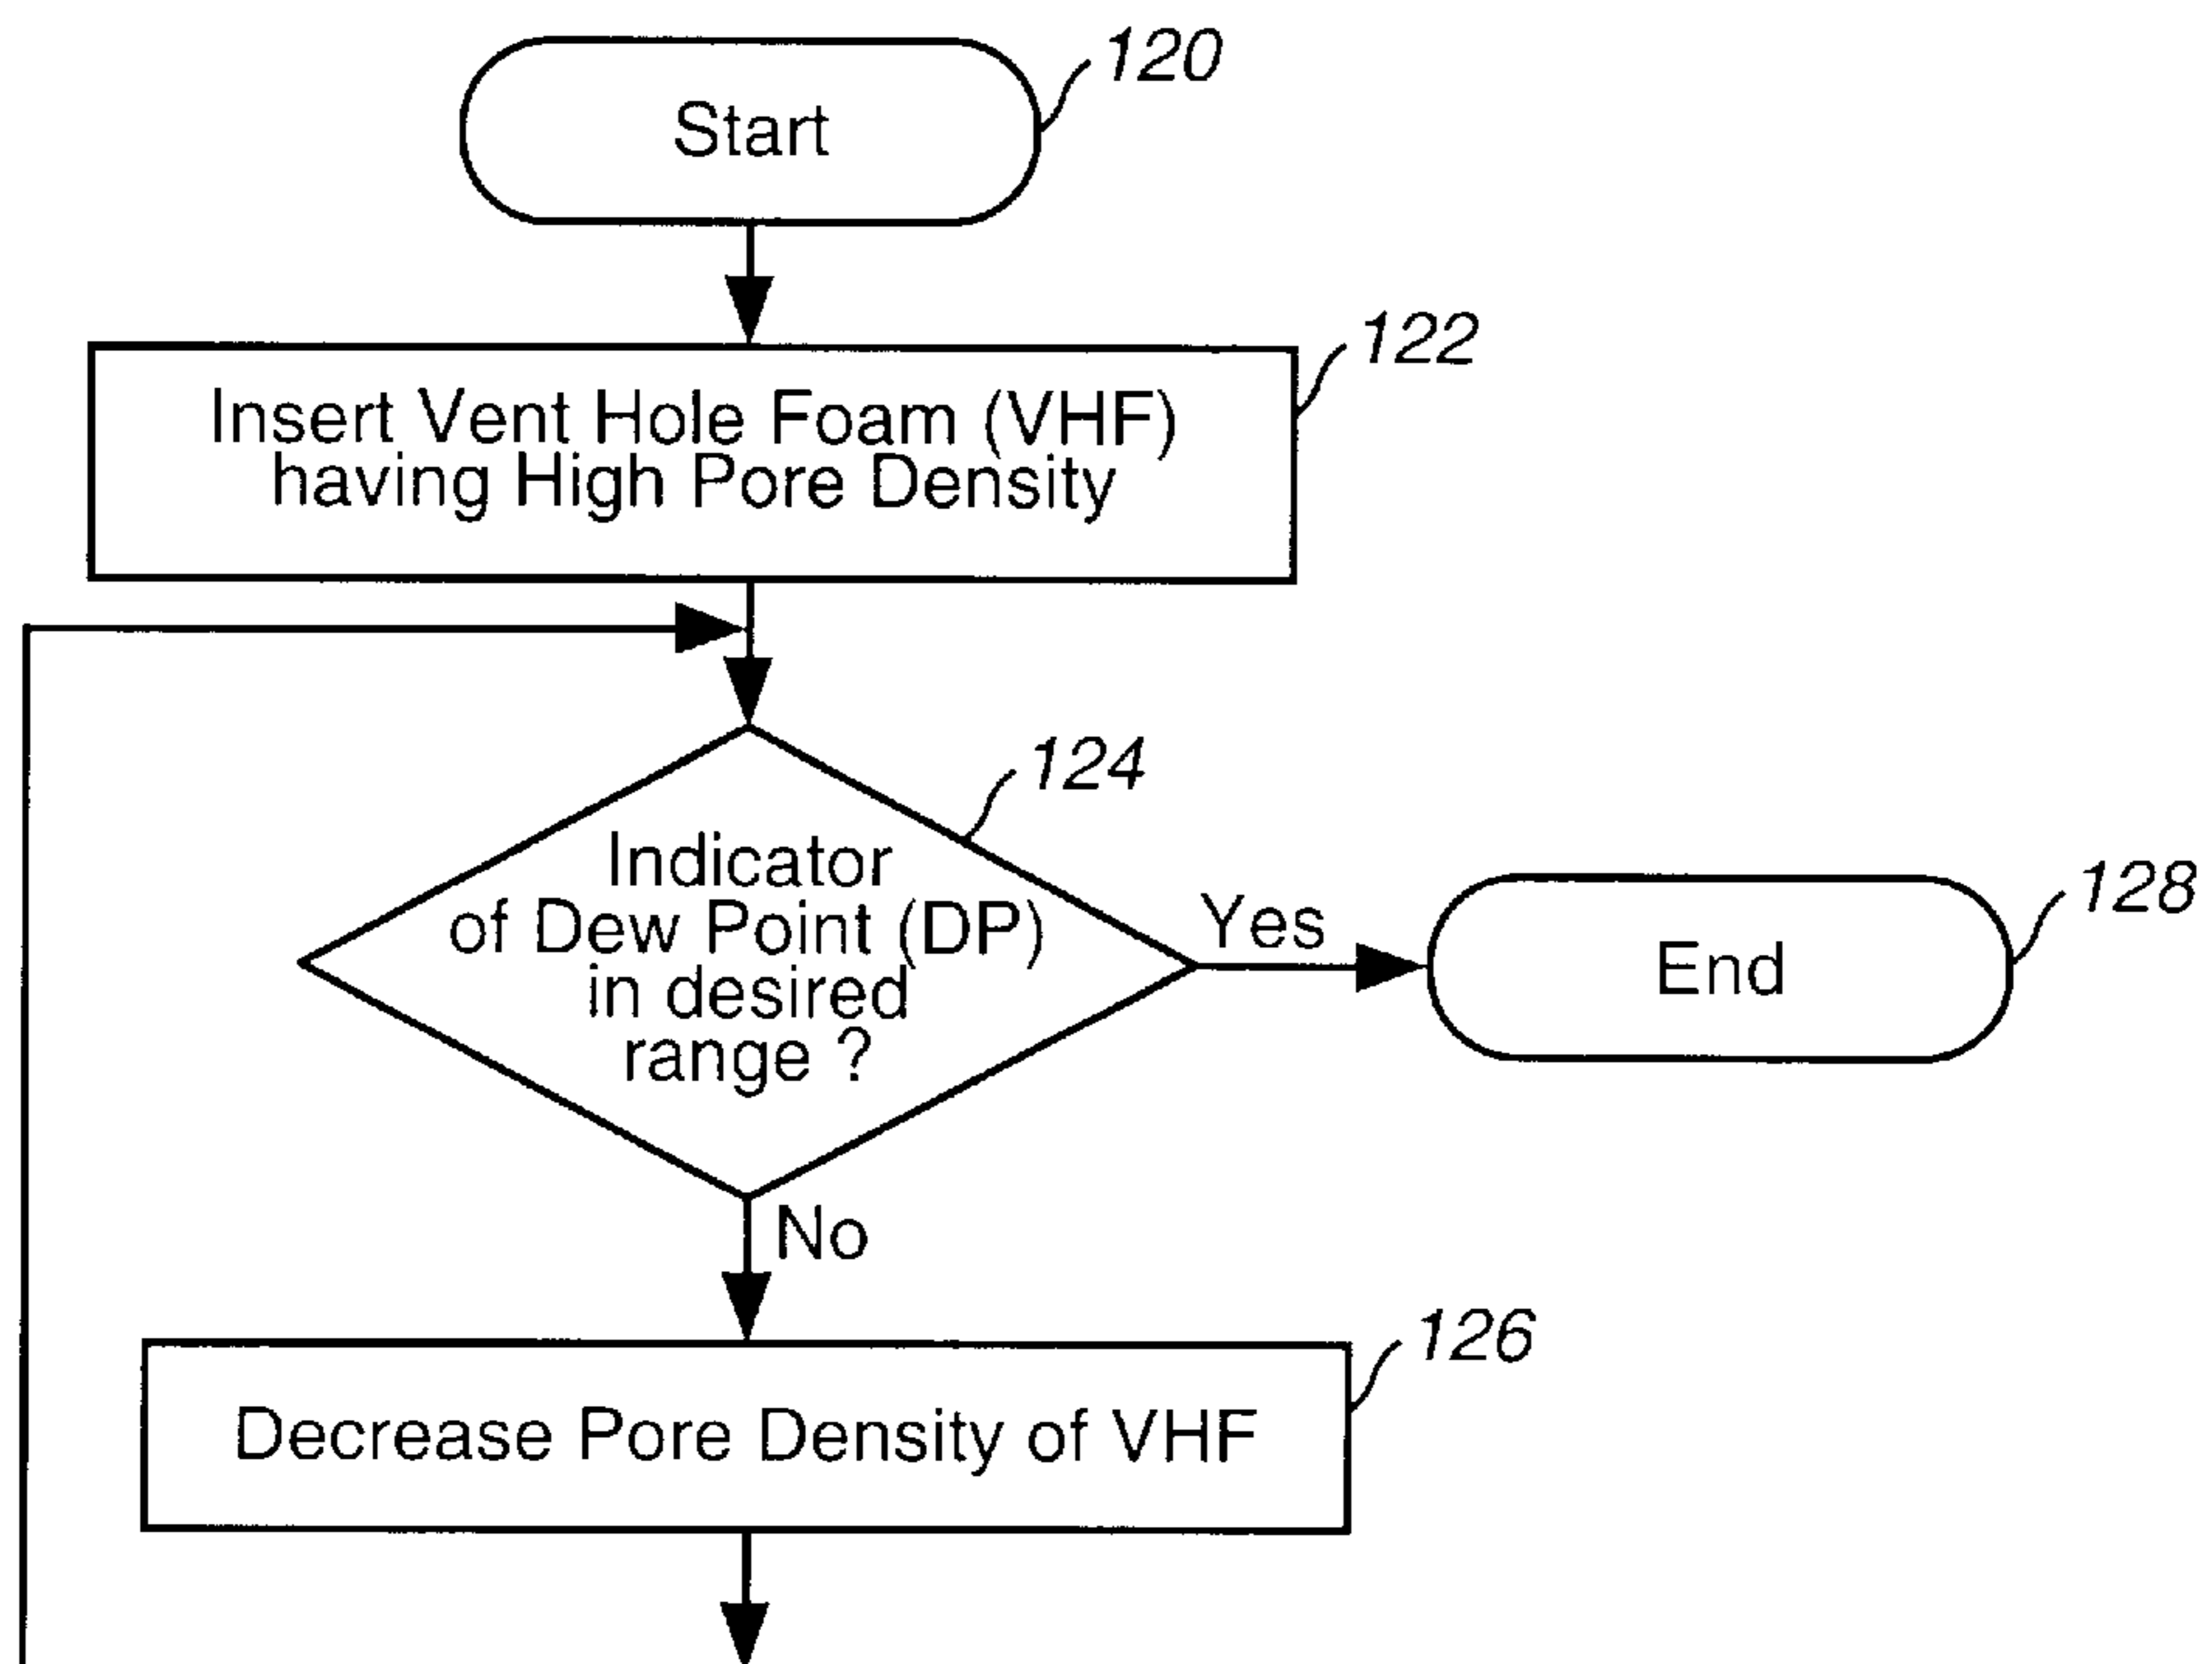 Start
120
Insert Vent Hole Foam (VHF)
having High Pore Density
122
Indicator
of Dew Point (DP)
in desired
range ?
124
Yes
End
128
No
Decrease Pore Density of VHF
126